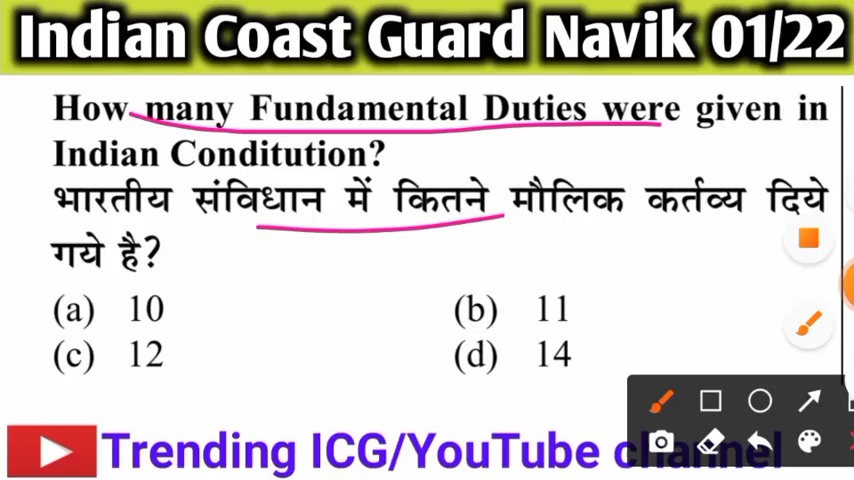 Indian Coast Guard Navik 01/22
How many Fundamental Duties were given in
Indian Conditution?
भारतीय संविधान में कितने मौलिक कर्तव्य दिये
गये है?
(a) 10 (b) 11
(c) 12 (d) 14
Trending ICG/YouTube channel